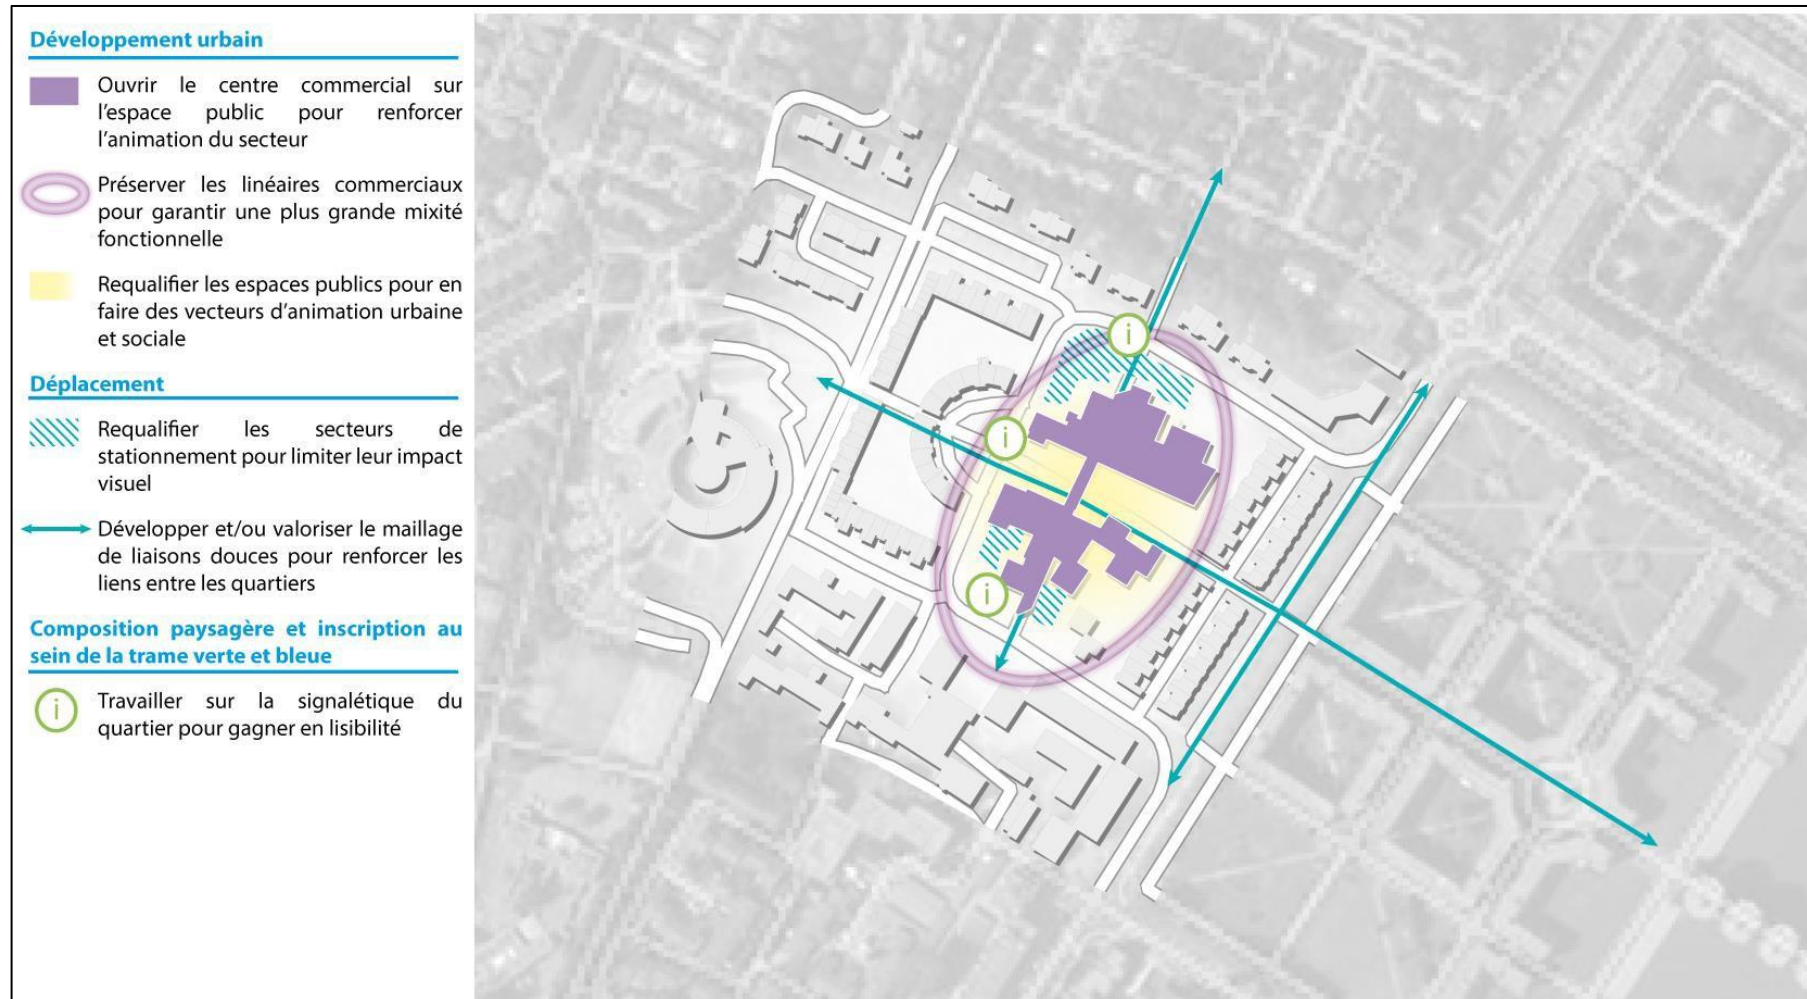 Développement urbain
Ouvrir le centre commercial sur
l'espace public pour renforcer
l'animation du secteur
Préserver les linéaires commerciaux
pour garantir une plus grande mixité
fonctionnelle
Requalifier les espaces publics pour en
faire des vecteurs d'animation urbaine
et sociale
Déplacement
Requalifier les secteurs de
stationnement pour limiter leur impact
visuel
Développer et/ou valoriser le maillage
de liaisons douces pour renforcer les
liens entre les quartiers
Composition paysagère et inscription au
sein de la trame verte et bleue
i Travailler sur la signalétique du
quartier pour gagner en lisibilité
i
i
i